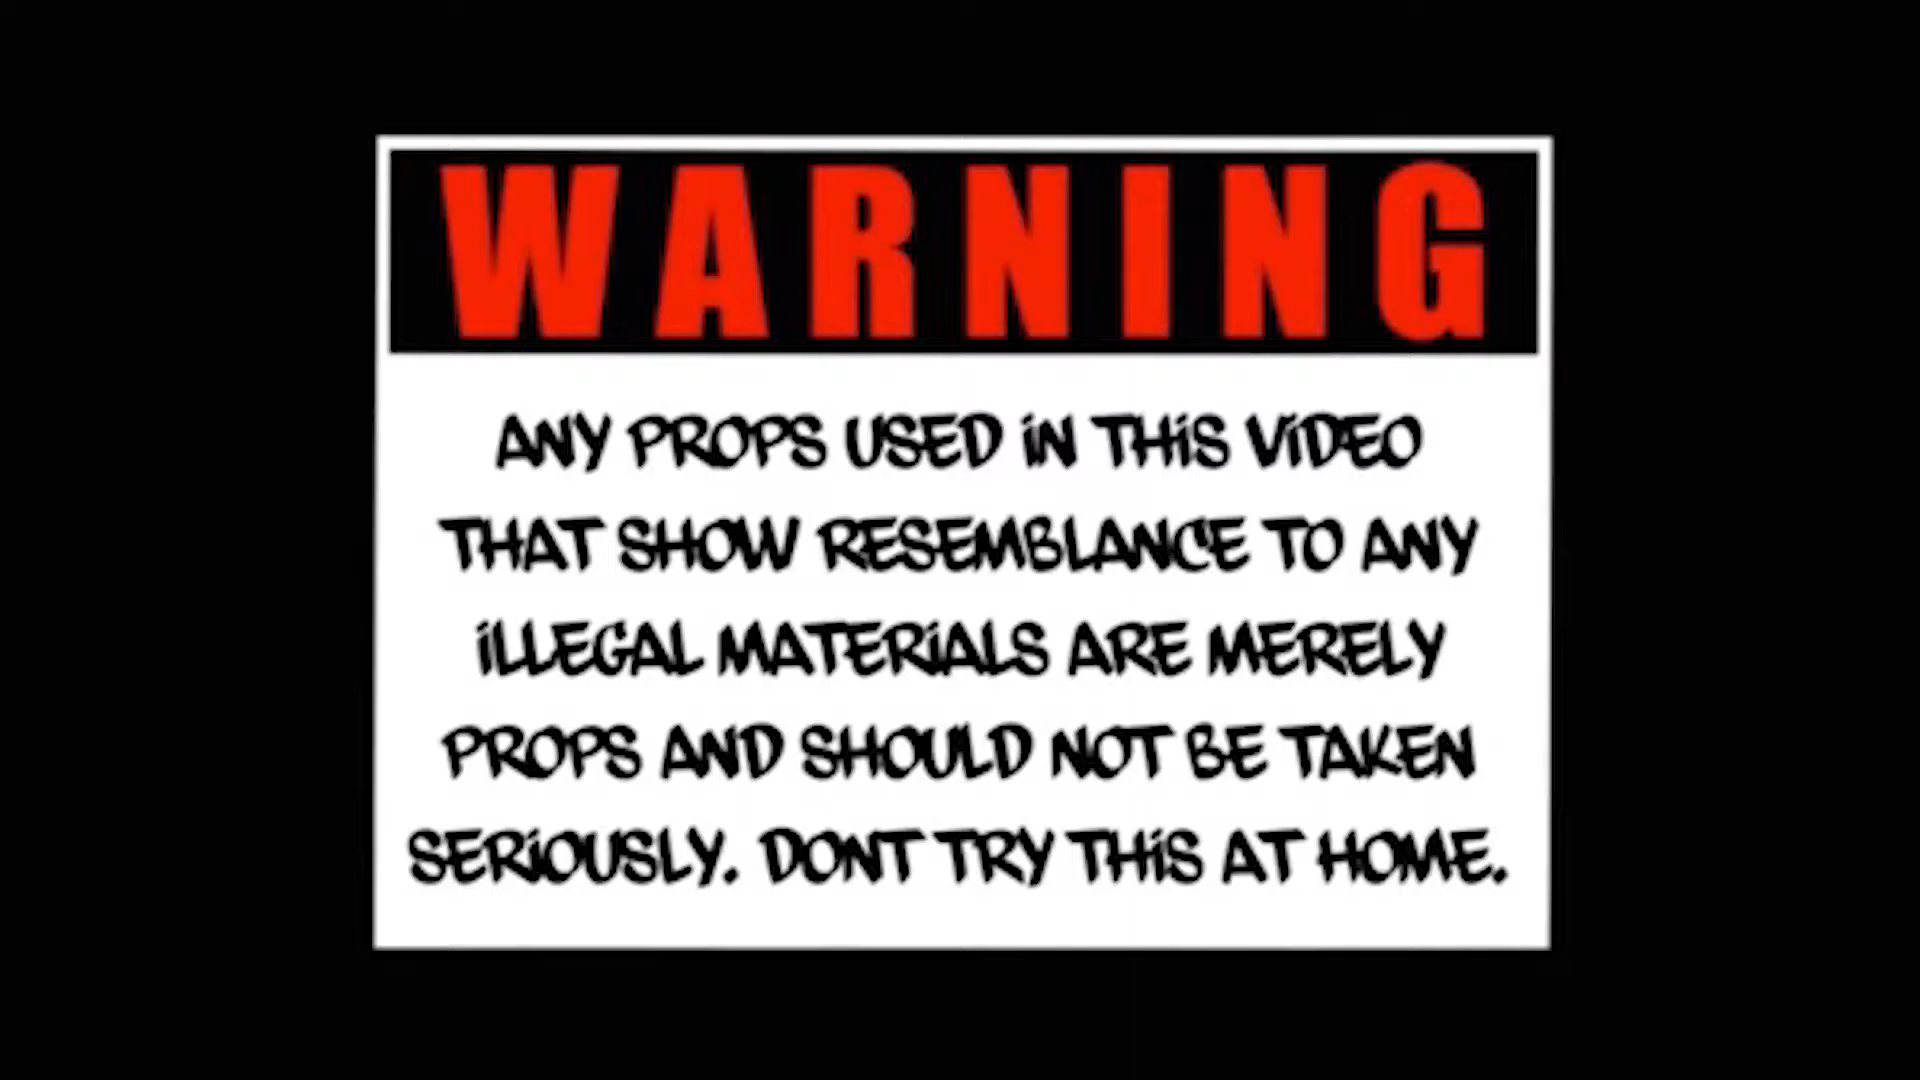 WARNING
ANY PROPS USED iN THiS ViDEO
THAT SHOW RESEMBLANCE TO ANY
iLLEGAL MATERiALS ARE MERELY
PROPS AND SHOULD NOT BE TAKEN
SERiOUSLY. DONT TRY THiS AT HOME.